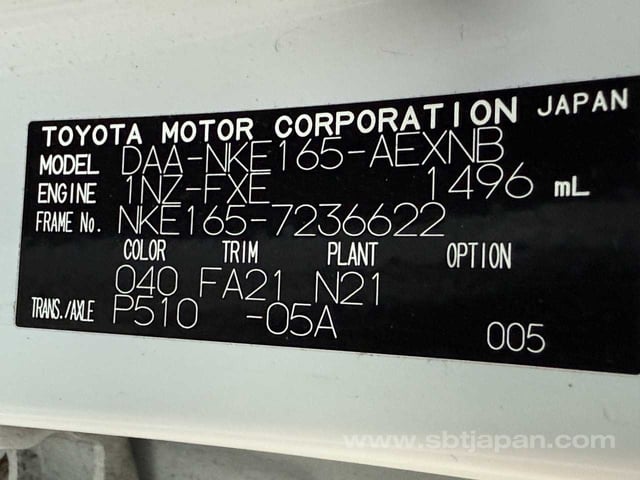 TOYOTA MOTOR CORPORATION JAPAN
MODEL DAA-NKE165-AEXNB
ENGINE 1NZ-FXE 1496 mL
FRAME No. NKE165-7236622
COLOR TRIM PLANT OPTION
040 FA21 N21
TRANS./AXLE P510 -05A
005
www.sbtjapan.com